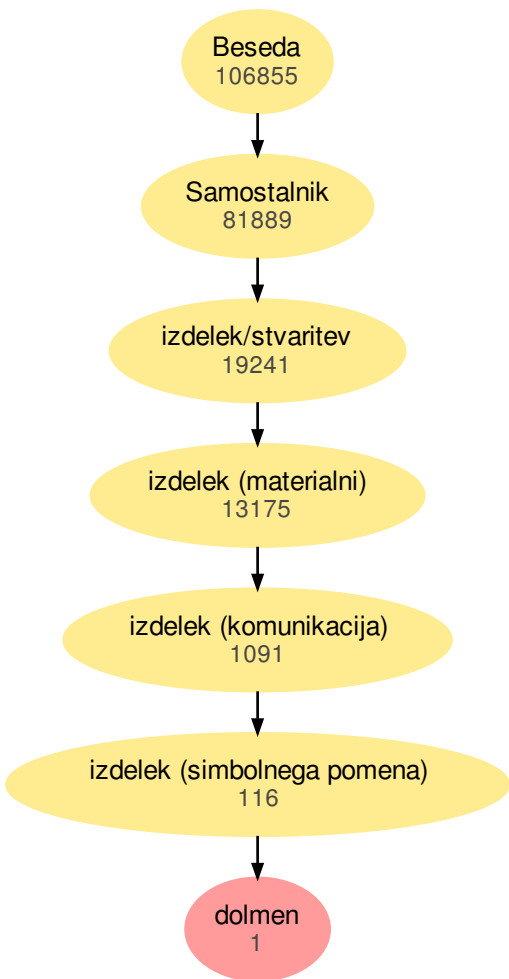 Beseda
106855
Samostalnik
81889
izdelek/stvaritev
19241
izdelek (materialni)
13175
izdelek (komunikacija)
1091
izdelek (simbolnega pomena)
116
dolmen
1